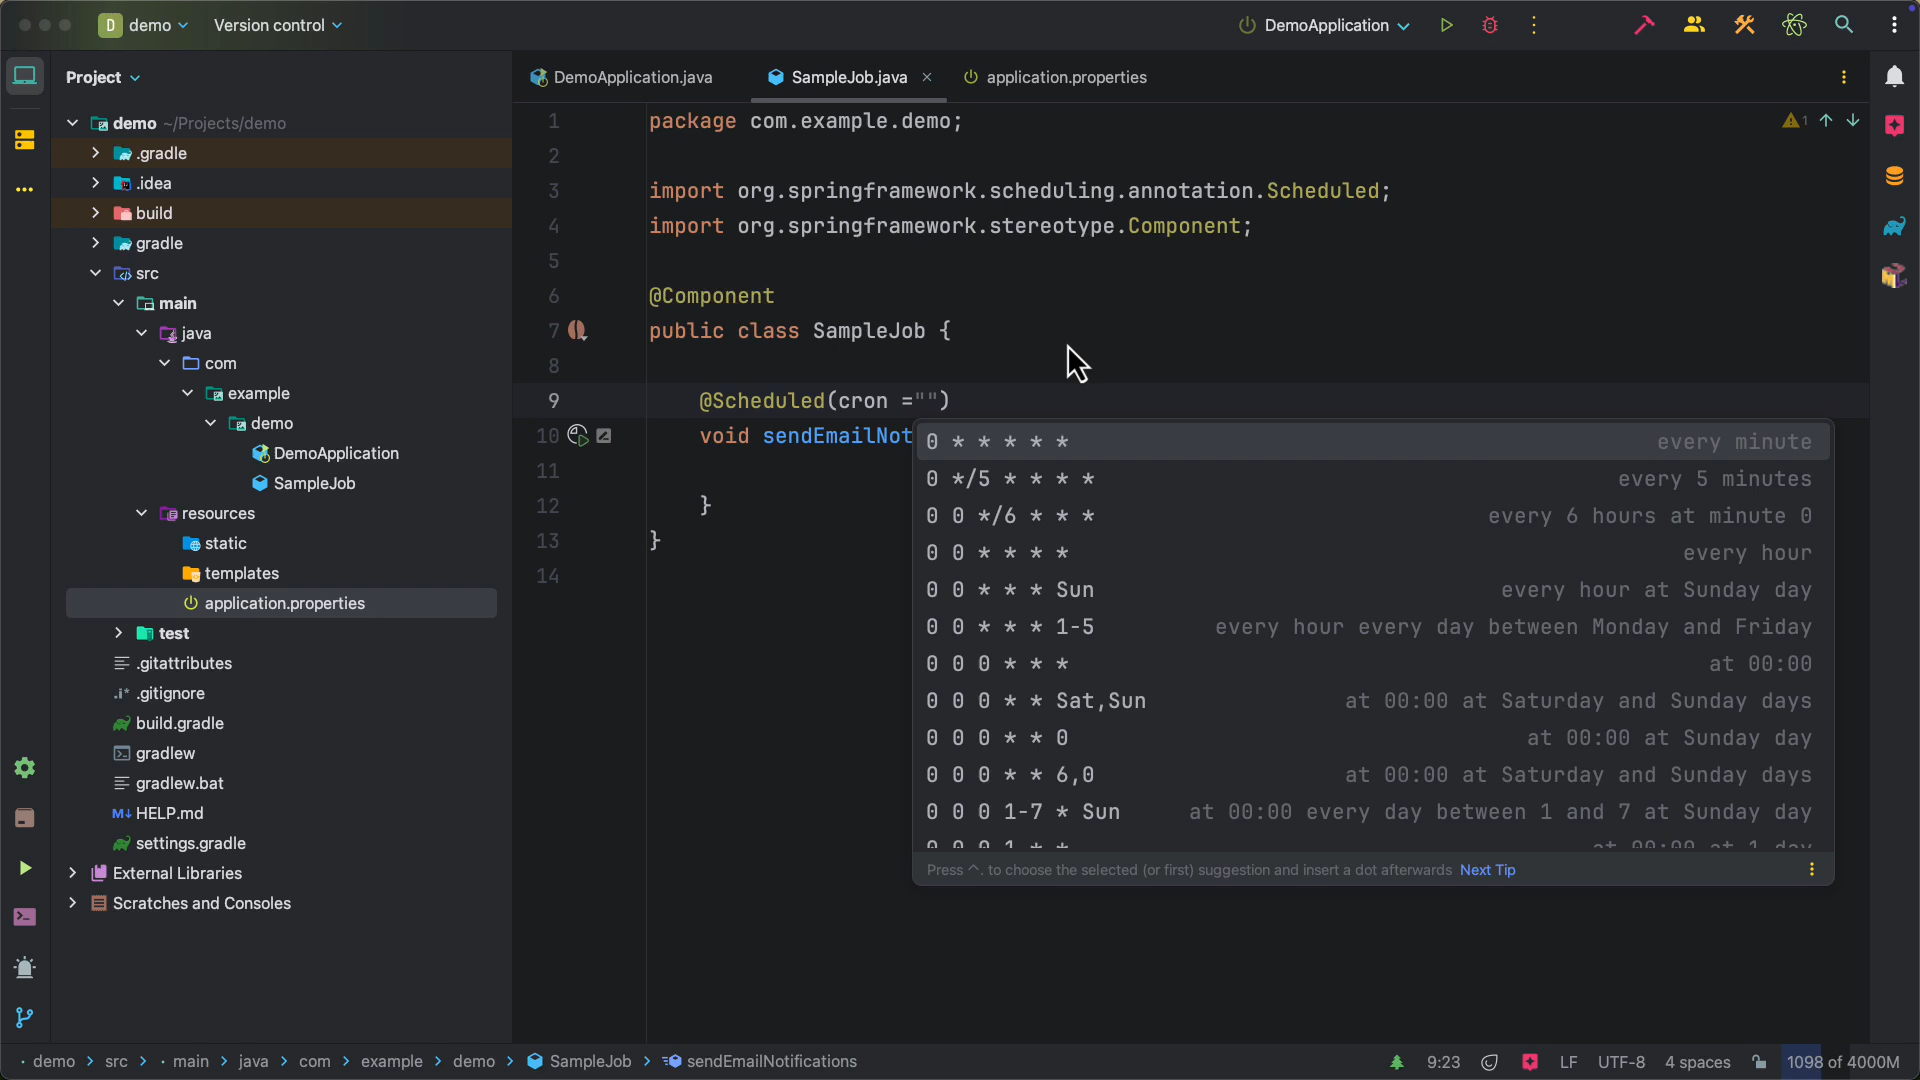 D demo Version control DemoApplication
Project
DemoApplication.java SampleJob.java application.properties
demo ~/Projects/demo
.gradle
.idea
build
gradle
src
main
java
com
example
demo
DemoApplication
SampleJob
resources
static
templates
application.properties
test
.gitattributes
.gitignore
build.gradle
gradlew
gradlew.bat
HELP.md
settings.gradle
External Libraries
Scratches and Consoles
1 package com.example.demo;
2
3 import org.springframework.scheduling.annotation.Scheduled;
4 import org.springframework.stereotype.Component;
5
6 @Component
7 public class SampleJob {
8
9 @Scheduled(cron ="")
10 void sendEmailNot
11
12 }
13 }
14
1
0 * * * * * every minute
0 */5 * * * * every 5 minutes
0 0 */6 * * * every 6 hours at minute 0
0 0 * * * * every hour
0 0 * * * Sun every hour at Sunday day
0 0 * * * 1-5 every hour every day between Monday and Friday
0 0 0 * * * at 00:00
0 0 0 * * Sat,Sun at 00:00 at Saturday and Sunday days
0 0 0 * * 0 at 00:00 at Sunday day
0 0 0 * * 6,0 at 00:00 at Saturday and Sunday days
0 0 0 1-7 * Sun at 00:00 every day between 1 and 7 at Sunday day
0 0 0 1 * * at 00:00 at 1 day
Press ^. to choose the selected (or first) suggestion and insert a dot afterwards Next Tip
demo > src > main > java > com > example > demo > SampleJob > sendEmailNotifications 9:23 LF UTF-8 4 spaces 1098 of 4000M